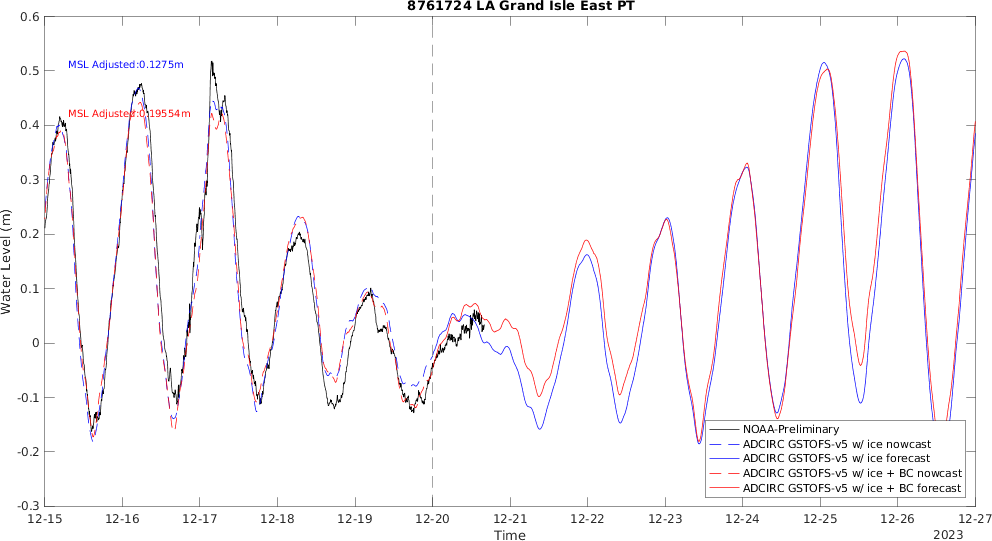 8761724 LA Grand Isle East PT
0.6
0.5
0.4
0.3
0.2
0.1
0
-0.1
-0.2
-0.3
Water Level (m)
MSL Adjusted:0.1275m
MSL Adjusted:0.19554m
NOAA-Preliminary
ADCIRC GSTOFS-v5 w/ ice nowcast
ADCIRC GSTOFS-v5 w/ ice forecast
ADCIRC GSTOFS-v5 w/ ice + BC nowcast
ADCIRC GSTOFS-v5 w/ ice + BC forecast
12-15 12-16 12-17 12-18 12-19 12-20 12-21 12-22 12-23 12-24 12-25 12-26 12-27
Time
2023